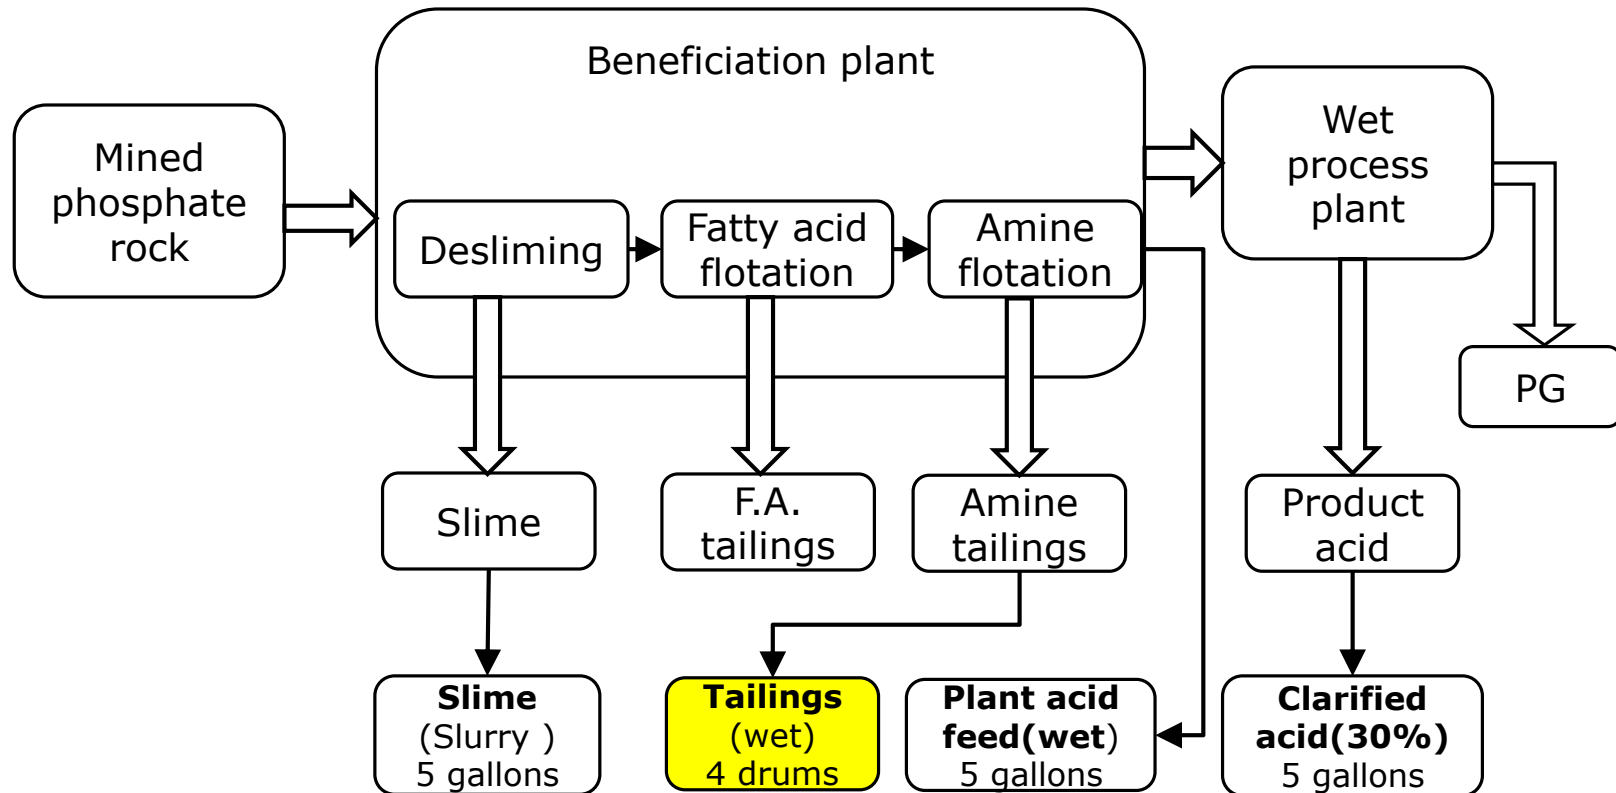 Beneficiation plant
Mined
phosphate
rock
Desliming
Fatty acid
flotation
Amine
flotation
Wet
process
plant
PG
Slime
F.A.
tailings
Amine
tailings
Product
acid
Slime
(Slurry )
5 gallons
Tailings
(wet)
4 drums
Plant acid
feed(wet)
5 gallons
Clarified
acid(30%)
5 gallons